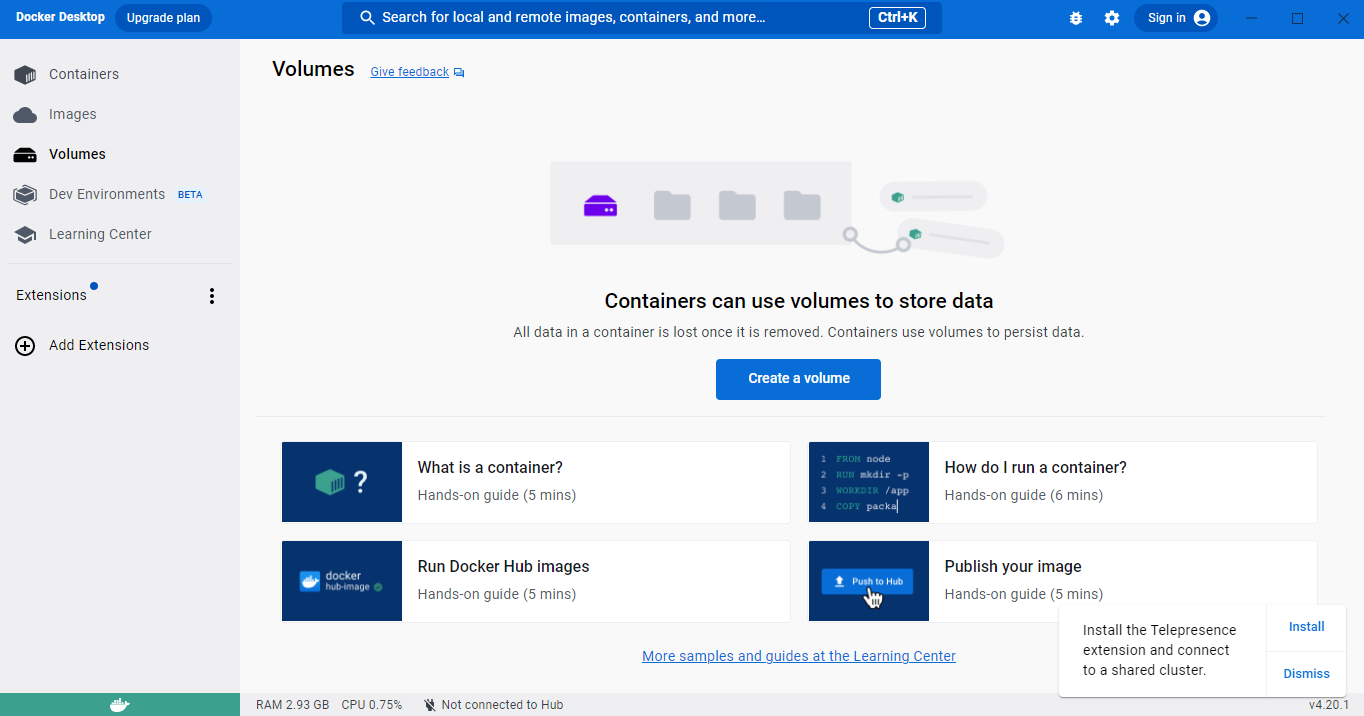 Docker Desktop
Upgrade plan
Search for local and remote images, containers, and more...
Ctrl+K
Sign in
Containers
Images
Volumes
Dev Environments BETA
Learning Center
Extensions
Add Extensions
Volumes
Give feedback
Containers can use volumes to store data
All data in a container is lost once it is removed. Containers use volumes to persist data.
Create a volume
?
What is a container?
Hands-on guide (5 mins)
1 FROM node
2 RUN mkdir -p
3 WORKDIR /app
4 COPY packa
How do I run a container?
Hands-on guide (6 mins)
docker
hub-image
Run Docker Hub images
Hands-on guide (5 mins)
Push to Hub
Publish your image
Hands-on guide (5 mins)
More samples and guides at the Learning Center
Install the Telepresence
extension and connect
to a shared cluster.
Install
Dismiss
RAM 2.93 GB CPU 0.75% Not connected to Hub
v4.20.1